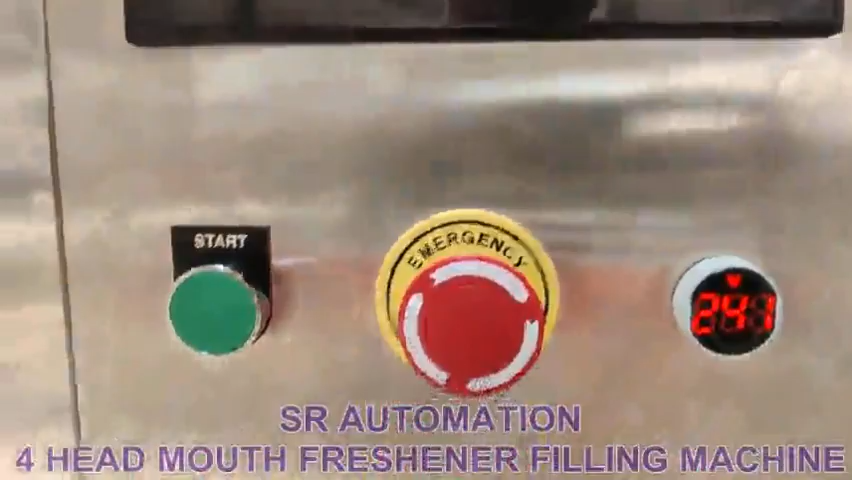 START
EMERGENCY
V
241
SR AUTOMATION
4 HEAD MOUTH FRESHENER FILLING MACHINE